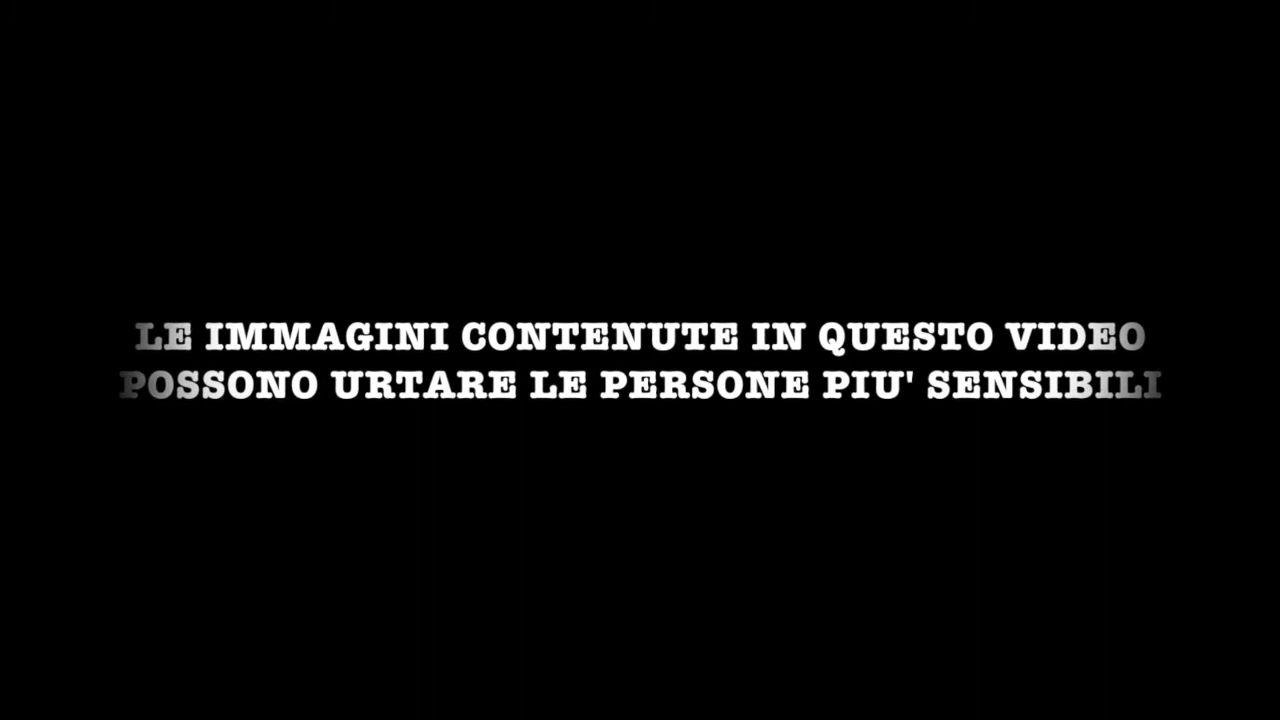 LE IMMAGINI CONTENUTE IN QUESTO VIDEO
POSSONO URTARE LE PERSONE PIU' SENSIBILI